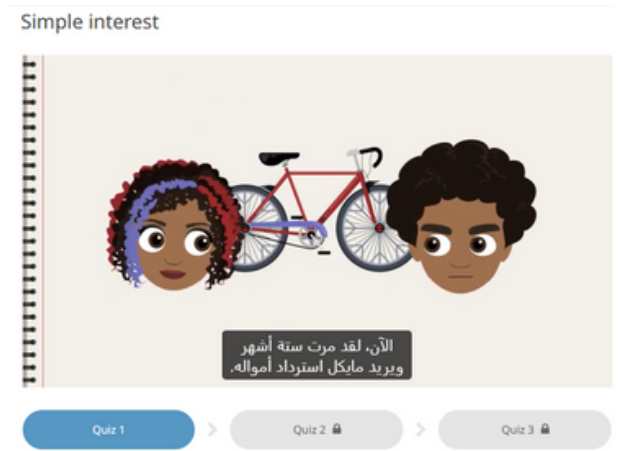 Simple interest
الآن، لقد مرت ستة أشهر
ويريد مايكل استرداد أمواله.
Quiz 1
Quiz 2
Quiz 3